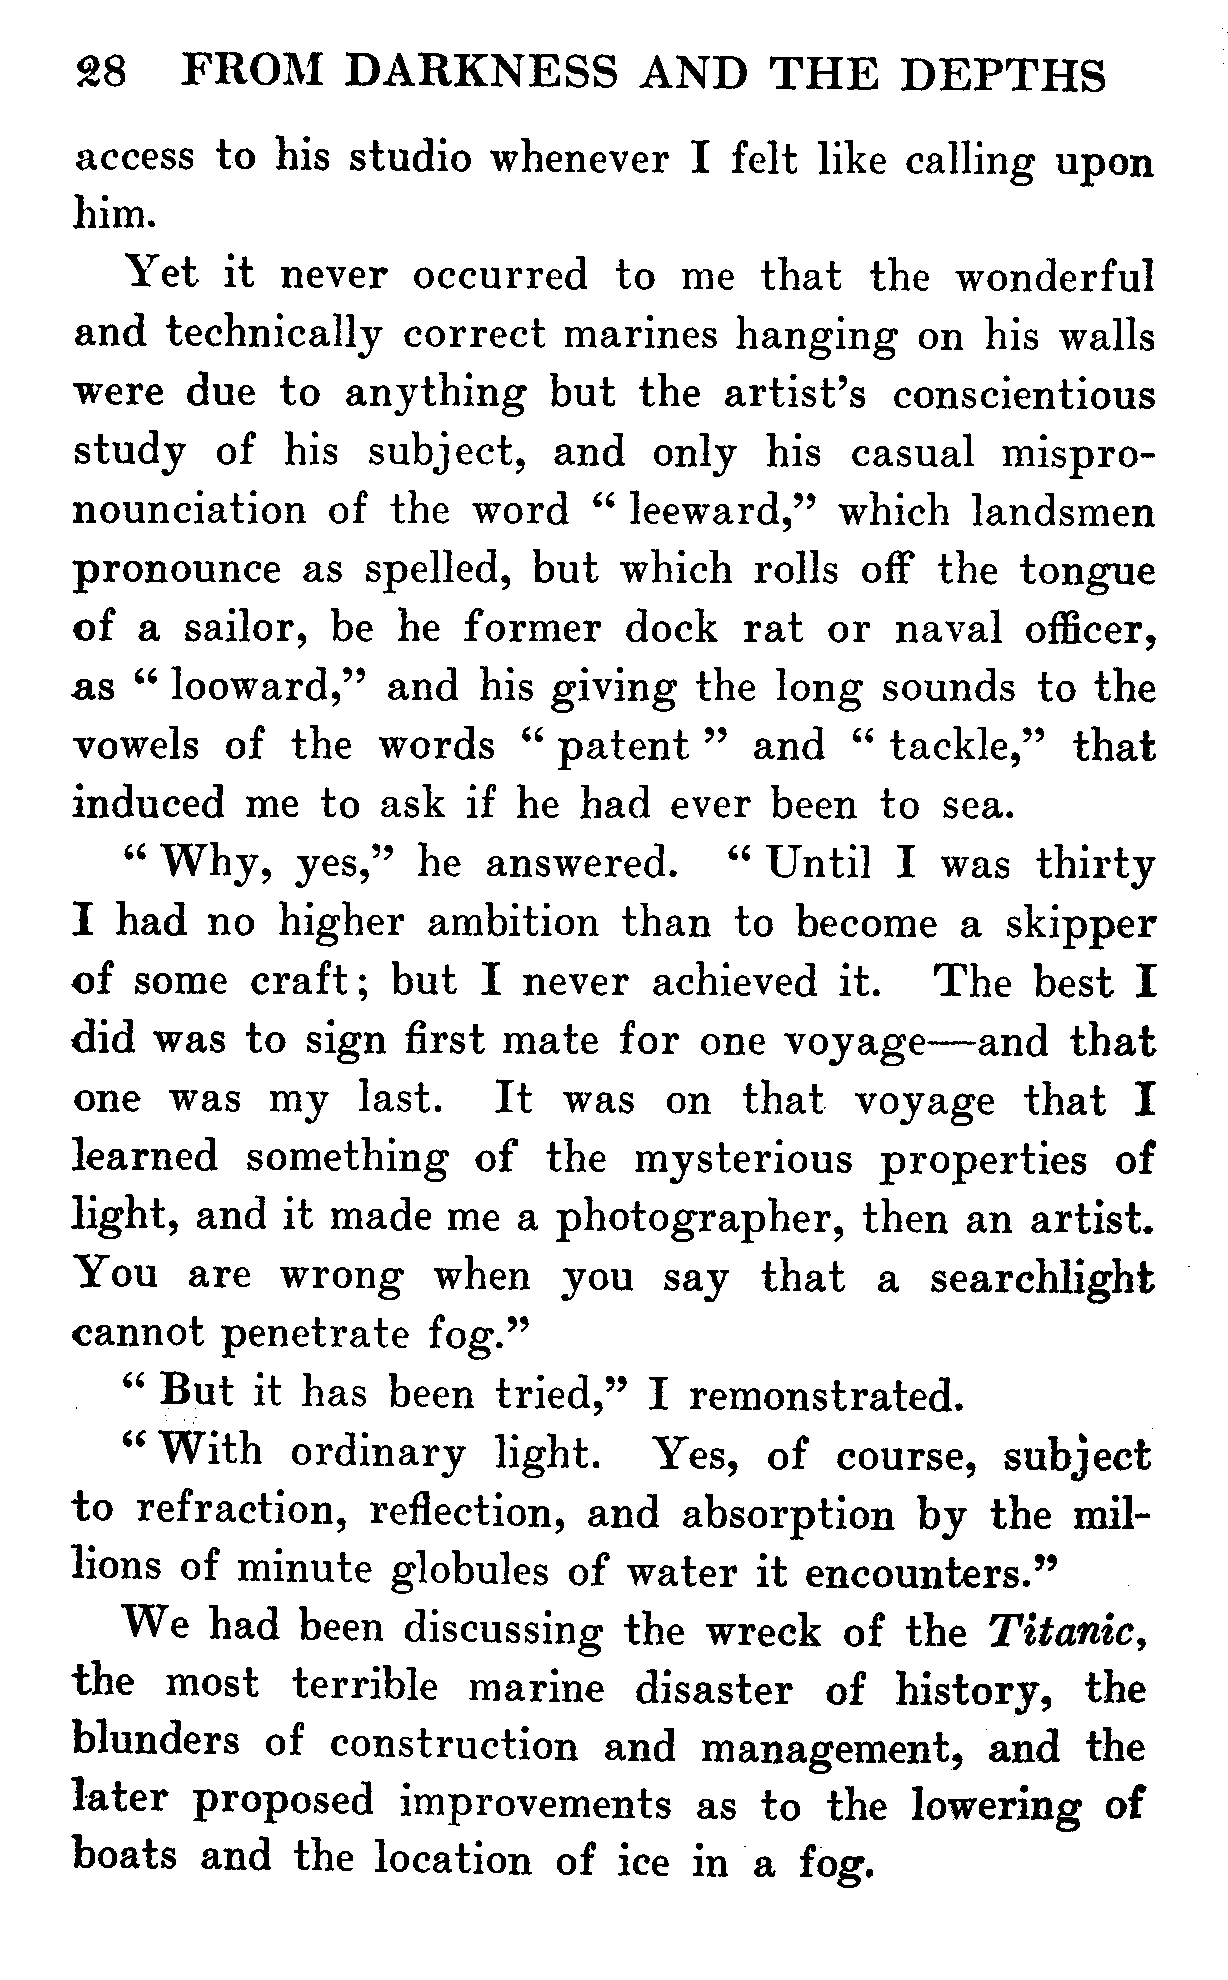 28 FROM DARKNESS AND THE DEPTHS
access to his studio whenever I felt like calling upon
him.
Yet it never occurred to me that the wonderful
and technically correct marines hanging on his walls
were due to anything but the artist's conscientious
study of his subject, and only his casual mispro-
nounciation of the word “ leeward,” which landsmen
pronounce as spelled, but which rolls off the tongue
of a sailor, be he former dock rat or naval officer,
as “ looward,” and his giving the long sounds to the
vowels of the words “ patent ” and “ tackle,” that
induced me to ask if he had ever been to sea.
“ Why, yes,” he answered. “ Until I was thirty
I had no higher ambition than to become a skipper
of some craft; but I never achieved it. The best I
did was to sign first mate for one voyage—and that
one was my last. It was on that voyage that I
learned something of the mysterious properties of
light, and it made me a photographer, then an artist.
You are wrong when you say that a searchlight
cannot penetrate fog.”
“ But it has been tried,” I remonstrated.
“ With ordinary light. Yes, of course, subject
to refraction, reflection, and absorption by the mil-
lions of minute globules of water it encounters.”
We had been discussing the wreck of the Titanic,
the most terrible marine disaster of history, the
blunders of construction and management, and the
later proposed improvements as to the lowering of
boats and the location of ice in a fog.